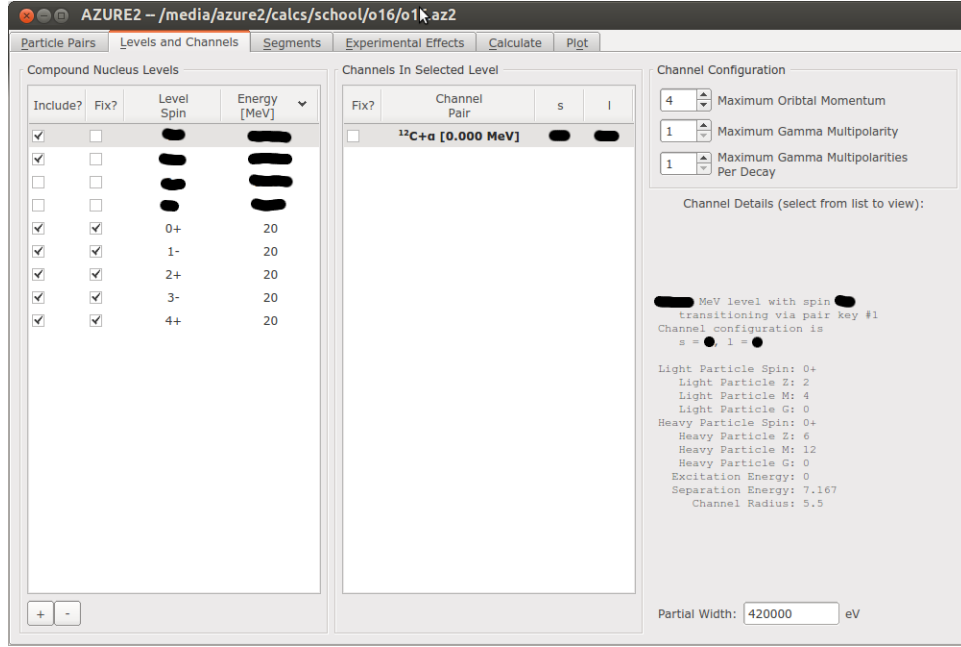 AZURE2 -- /media/azure2/calcs/school/o16/o16.az2
Particle Pairs Levels and Channels Segments Experimental Effects Calculate Plot
Compound Nucleus Levels
Include? Fix? Level Spin Energy [MeV]
0+ 20
1- 20
2+ 20
3- 20
4+ 20
+ -
Channels In Selected Level
Fix? Channel Pair s l
¹²C+α [0.000 MeV]
Channel Configuration
4 Maximum Oribtal Momentum
1 Maximum Gamma Multipolarity
1 Maximum Gamma Multipolarities
Per Decay
Channel Details (select from list to view):
MeV level with spin
transitioning via pair key #1
Channel configuration is
s = , l =
Light Particle Spin: 0+
Light Particle Z: 2
Light Particle M: 4
Light Particle G: 0
Heavy Particle Spin: 0+
Heavy Particle Z: 6
Heavy Particle M: 12
Heavy Particle G: 0
Excitation Energy: 0
Separation Energy: 7.167
Channel Radius: 5.5
Partial Width: 420000 eV